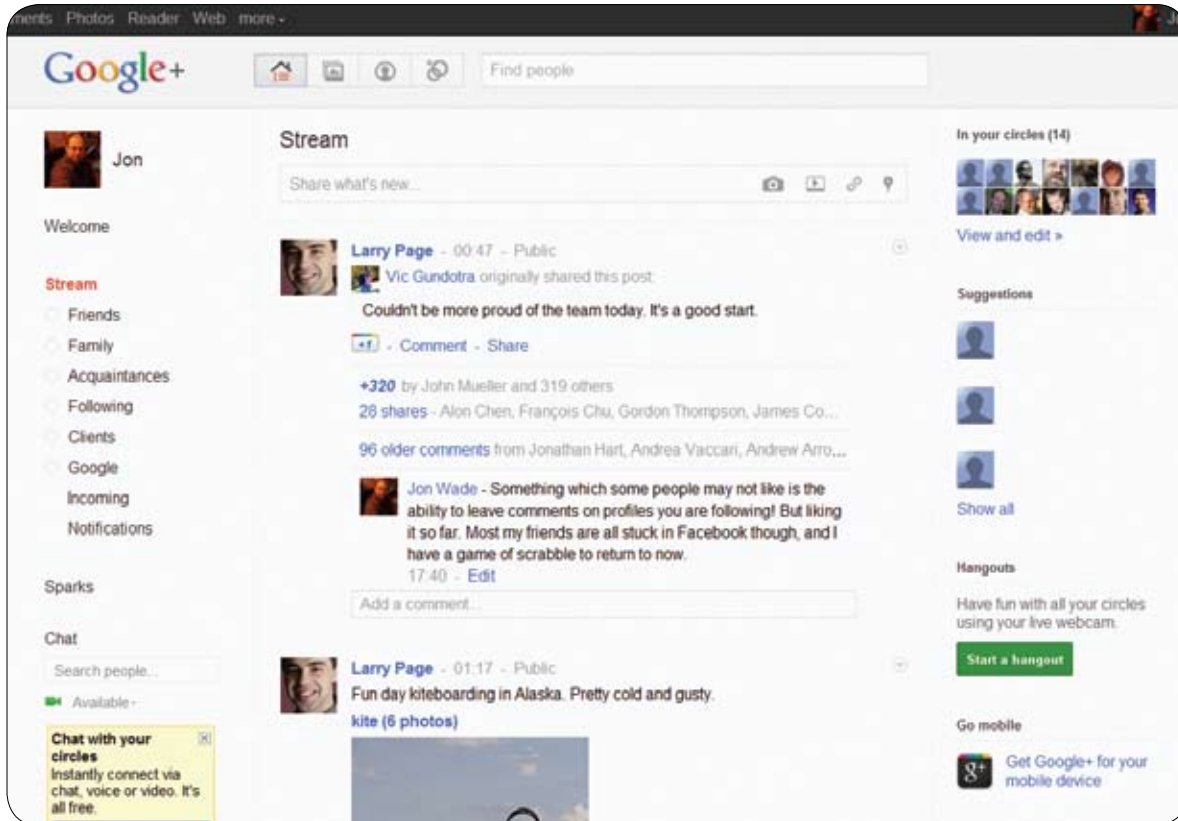 ments Photos Reader Web more
Google+
Find people
Jon
Welcome
Stream
Friends
Family
Acquaintances
Following
Clients
Google
Incoming
Notifications
Sparks
Chat
Search people...
Available
Chat with your
circles
Instantly connect via
chat, voice or video. It's
all free.
Stream
Share what's new...
Larry Page - 00:47 - Public
Vic Gundotra originally shared this post:
Couldn't be more proud of the team today. It's a good start.
+1 - Comment - Share
+320 by John Mueller and 319 others
28 shares - Alon Chen, François Chu, Gordon Thompson, James Co...
96 older comments from Jonathan Hart, Andrea Vaccari, Andrew Arro...
Jon Wade - Something which some people may not like is the
ability to leave comments on profiles you are following! But liking
it so far. Most my friends are all stuck in Facebook though, and I
have a game of scrabble to return to now.
17:40 - Edit
Add a comment...
Larry Page - 01:17 - Public
Fun day kiteboarding in Alaska. Pretty cold and gusty.
kite (6 photos)
In your circles (14)
View and edit »
Suggestions
Show all
Hangouts
Have fun with all your circles
using your live webcam.
Start a hangout
Go mobile
g+
Get Google+ for your
mobile device